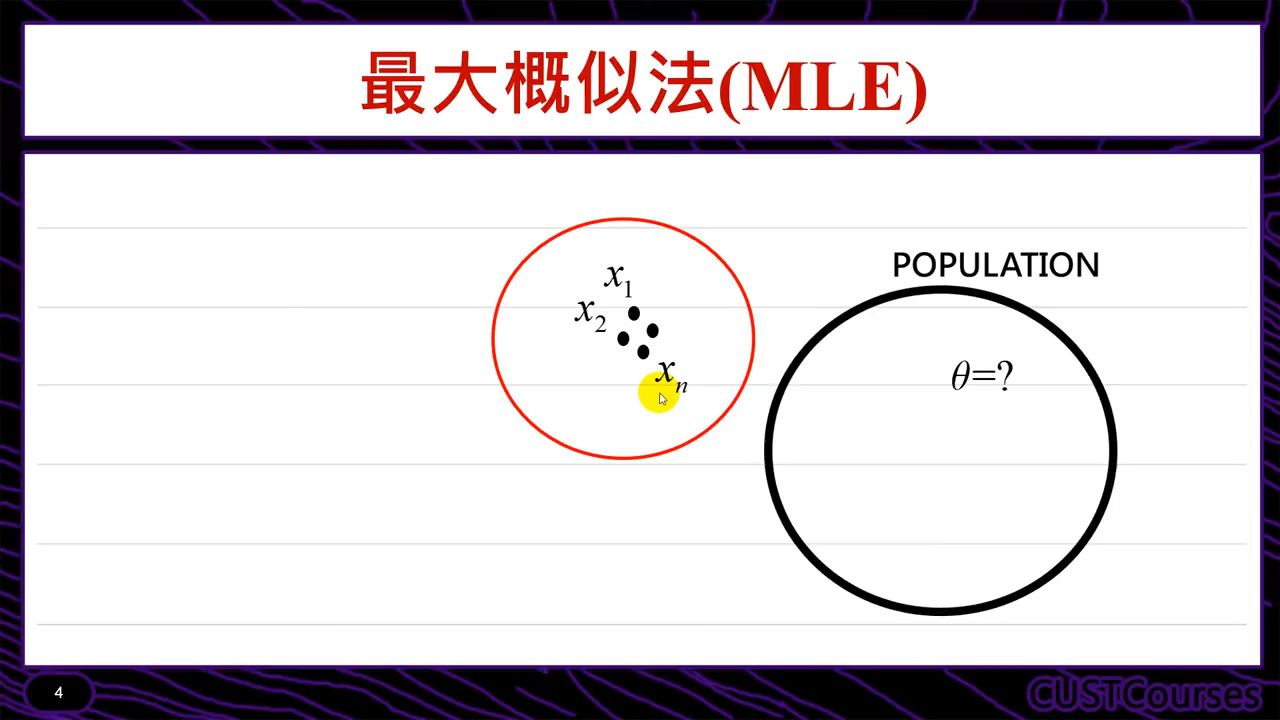 最大概似法(MLE)
x1
x2
xn
POPULATION
θ=?
4
CUSTCourses